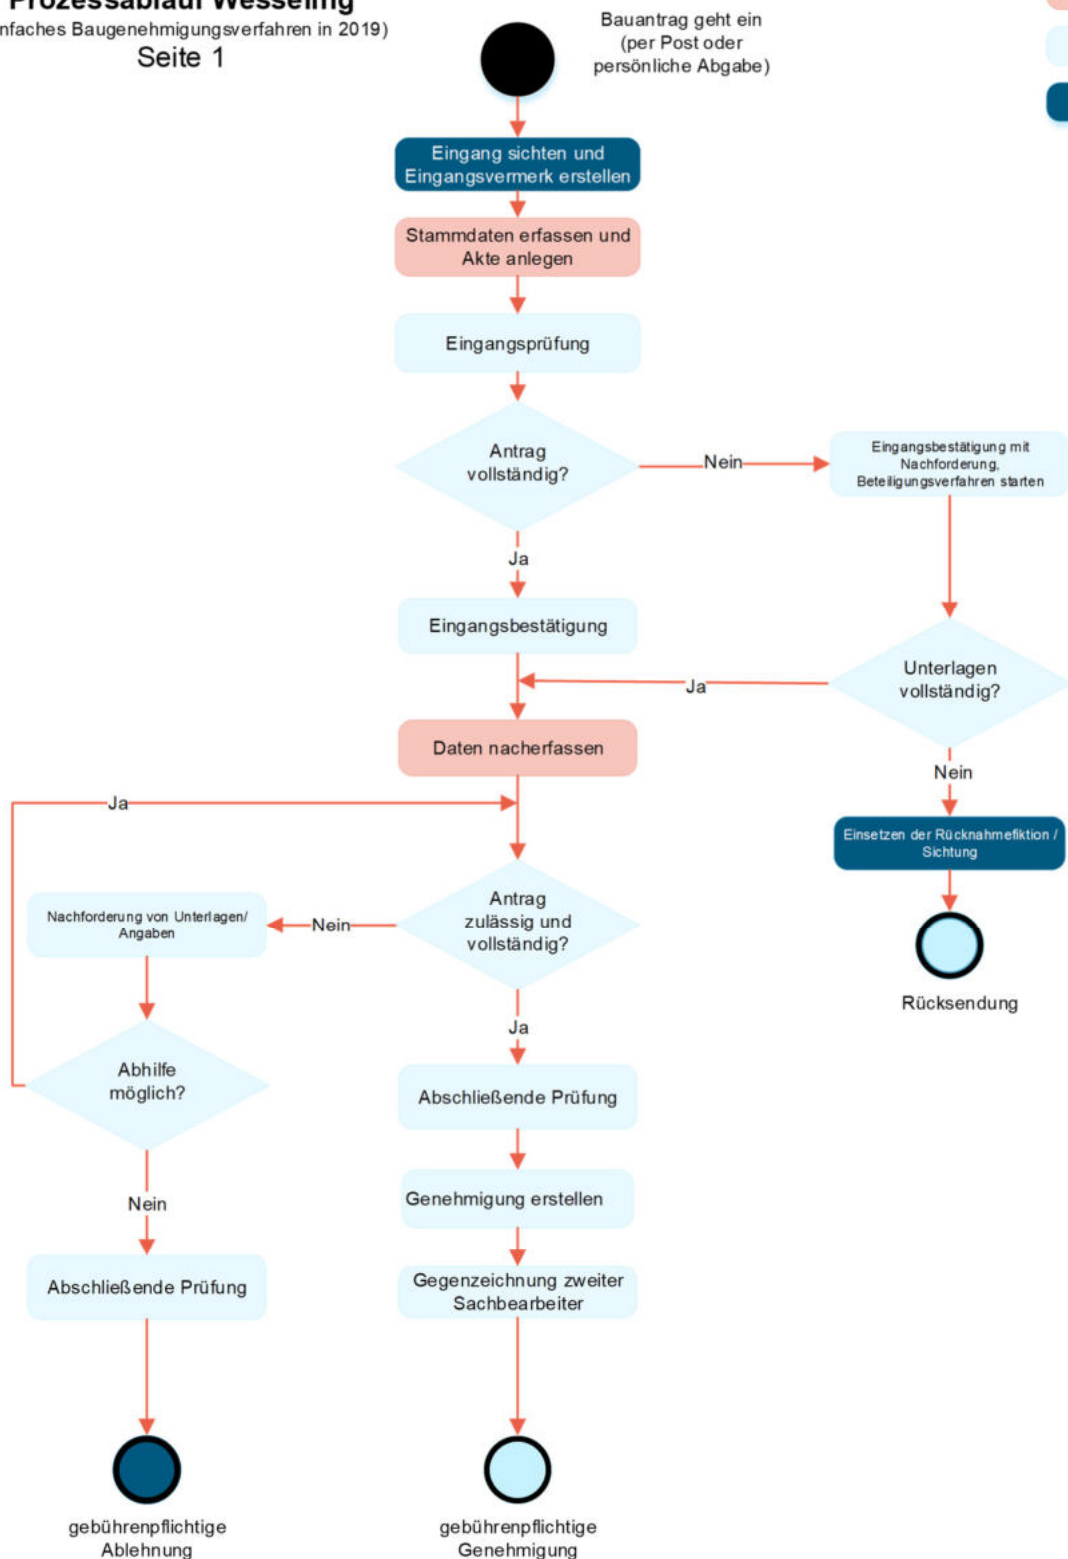 Prozessablauf Wesseling
nfaches Baugenehmigungsverfahren in 2019)
Seite 1
Bauantrag geht ein
(per Post oder
persönliche Abgabe)
Eingang sichten und
Eingangsvermerk erstellen
Stammdaten erfassen und
Akte anlegen
Eingangsprüfung
Antrag
vollständig?
Nein
Eingangsbestätigung mit
Nachforderung,
Beteiligungsverfahren starten
Ja
Eingangsbestätigung
Unterlagen
vollständig?
Ja
Daten nacherfassen
Nein
Ja
Einsetzen der Rücknahmefiktion /
Sichtung
Antrag
zulässig und
vollständig?
Nein
Nachforderung von Unterlagen/
Angaben
Rücksendung
Ja
Abhilfe
möglich?
Abschließende Prüfung
Nein
Genehmigung erstellen
Abschließende Prüfung
Gegenzeichnung zweiter
Sachbearbeiter
gebührenpflichtige
Ablehnung
gebührenpflichtige
Genehmigung